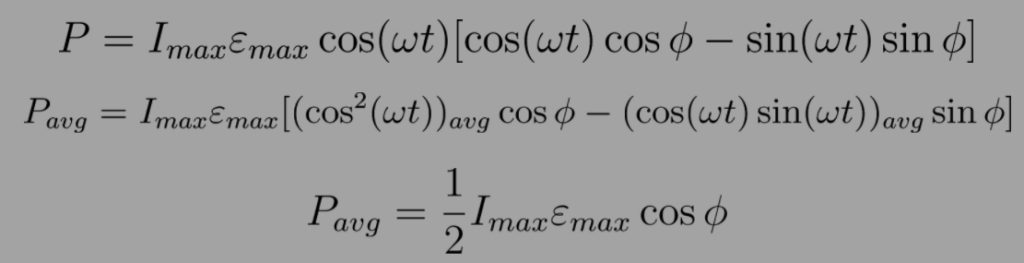 P = I_{max}ε_{max} cos(ωt)[cos(ωt) cos ϕ − sin(ωt) sin ϕ]
P_{avg} = I_{max}ε_{max}[(cos²(ωt))_{avg} cos ϕ − (cos(ωt) sin(ωt))_{avg} sin ϕ]
P_{avg} = \frac{1}{2}I_{max}ε_{max} cos ϕ